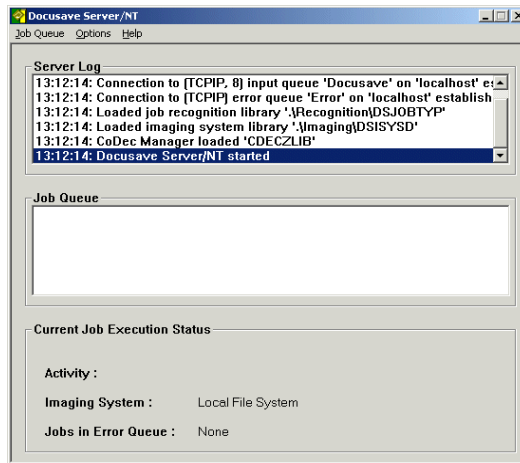 Docusave Server/NT
Job Queue Options Help
Server Log
13:12:14: Connection to (TCPIP, 8) input queue 'Docusave' on 'localhost'
13:12:14: Connection to (TCPIP) error queue 'Error' on 'localhost' establish
13:12:14: Loaded job recognition library '.\Recognition\DSJOBTYP'
13:12:14: Loaded imaging system library '.\Imaging\DSISYSD'
13:12:14: CoDec Manager loaded 'CDECZLIB'
13:12:14: Docusave Server/NT started
Job Queue
Current Job Execution Status
Activity :
Imaging System : Local File System
Jobs in Error Queue : None